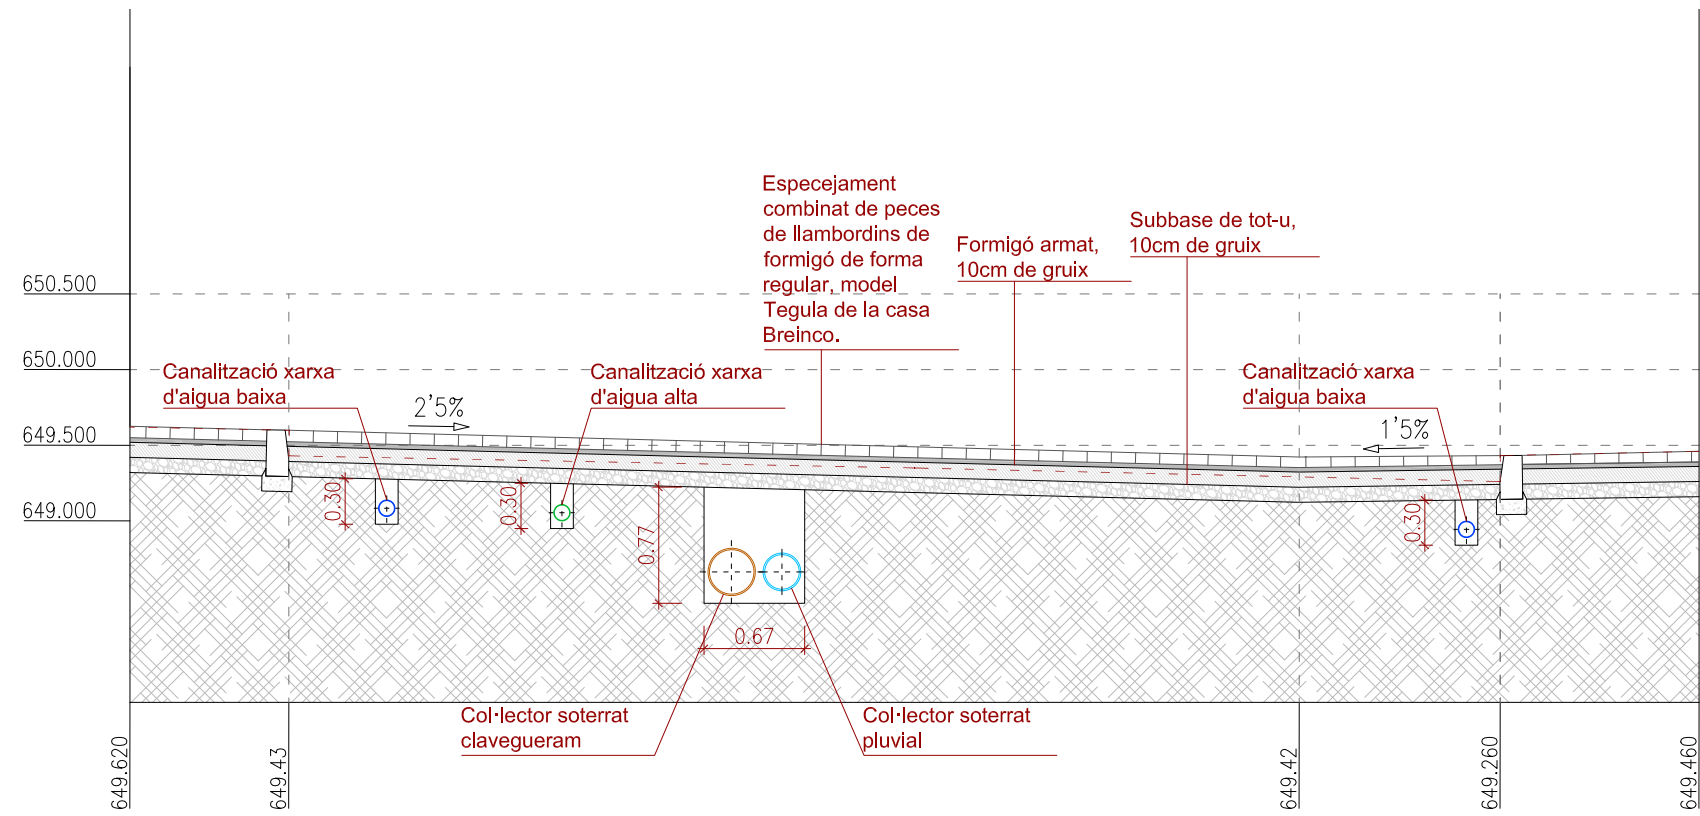 Especejament
combinat de peces
de llambordins de
formigó de forma
regular, model
Tegula de la casa
Breinco.
Formigó armat,
10cm de gruix
Subbase de tot-u,
10cm de gruix
650.500
650.000
649.500
649.000
Canalització xarxa
d'aigua baixa
2'5%
Canalització xarxa
d'aigua alta
Canalització xarxa
d'aigua baixa
1'5%
0.30
0.30
0.77
0.30
0.67
Col·lector soterrat
clavegueram
Col·lector soterrat
pluvial
649.620
649.43
649.42
649.260
649.460